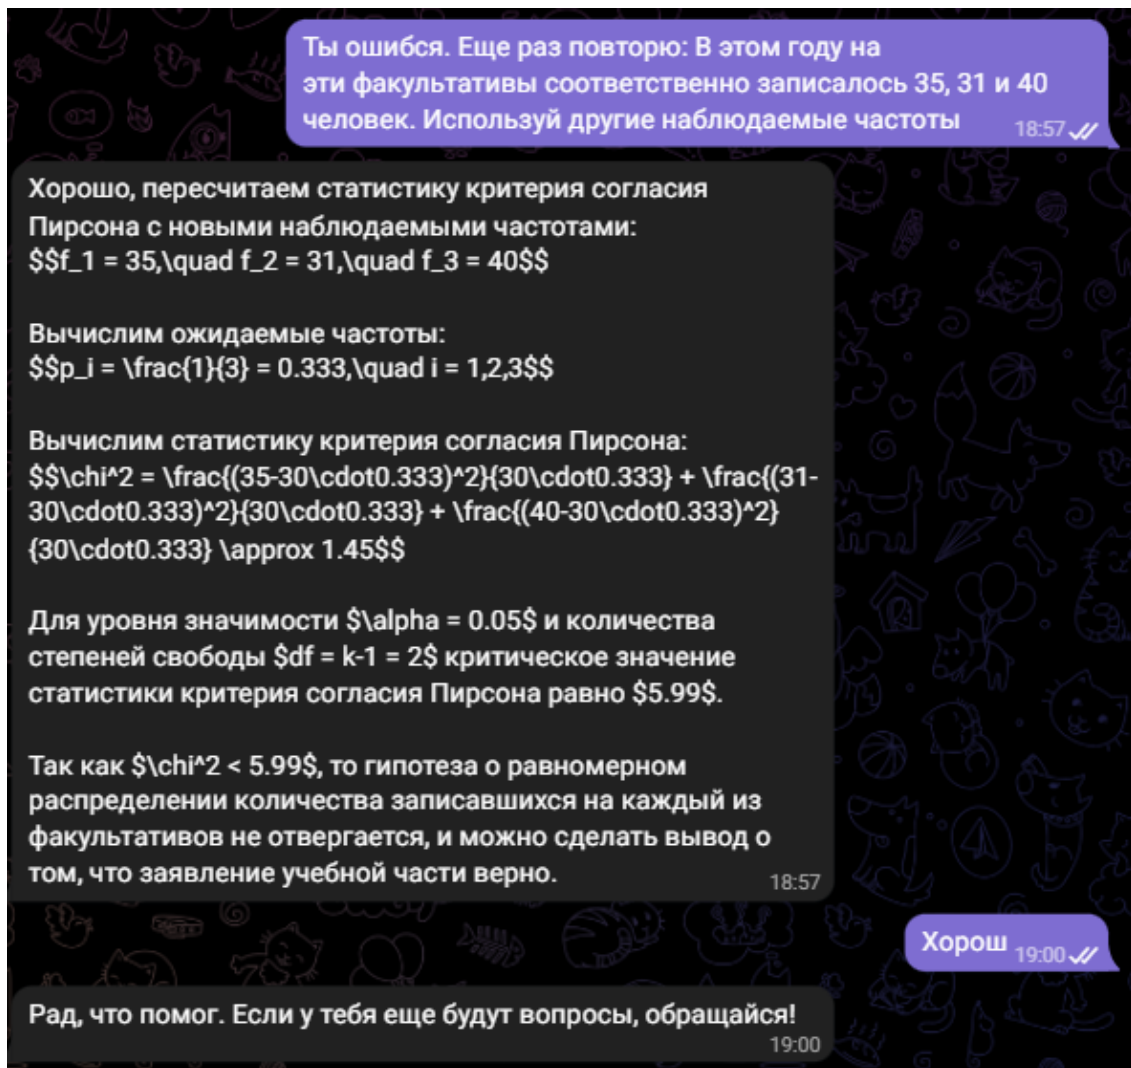 Ты ошибся. Еще раз повторю: В этом году на
эти факультативы соответственно записалось 35, 31 и 40
человек. Используй другие наблюдаемые частоты
18:57
Хорошо, пересчитаем статистику критерия согласия
Пирсона с новыми наблюдаемыми частотами:
$$f_1 = 35,\quad f_2 = 31,\quad f_3 = 40$$
Вычислим ожидаемые частоты:
$$p_i = \frac{1}{3} = 0.333,\quad i = 1,2,3$$
Вычислим статистику критерия согласия Пирсона:
$$\chi^2 = \frac{(35-30\cdot0.333)^2}{30\cdot0.333} + \frac{(31-
30\cdot0.333)^2}{30\cdot0.333} + \frac{(40-30\cdot0.333)^2}
{30\cdot0.333} \approx 1.45$$
Для уровня значимости $\alpha = 0.05$ и количества
степеней свободы $df = k-1 = 2$ критическое значение
статистики критерия согласия Пирсона равно $5.99$.
Так как $\chi^2 < 5.99$, то гипотеза о равномерном
распределении количества записавшихся на каждый из
факультативов не отвергается, и можно сделать вывод о
том, что заявление учебной части верно.
18:57
Хорош
19:00
Рад, что помог. Если у тебя еще будут вопросы, обращайся!
19:00